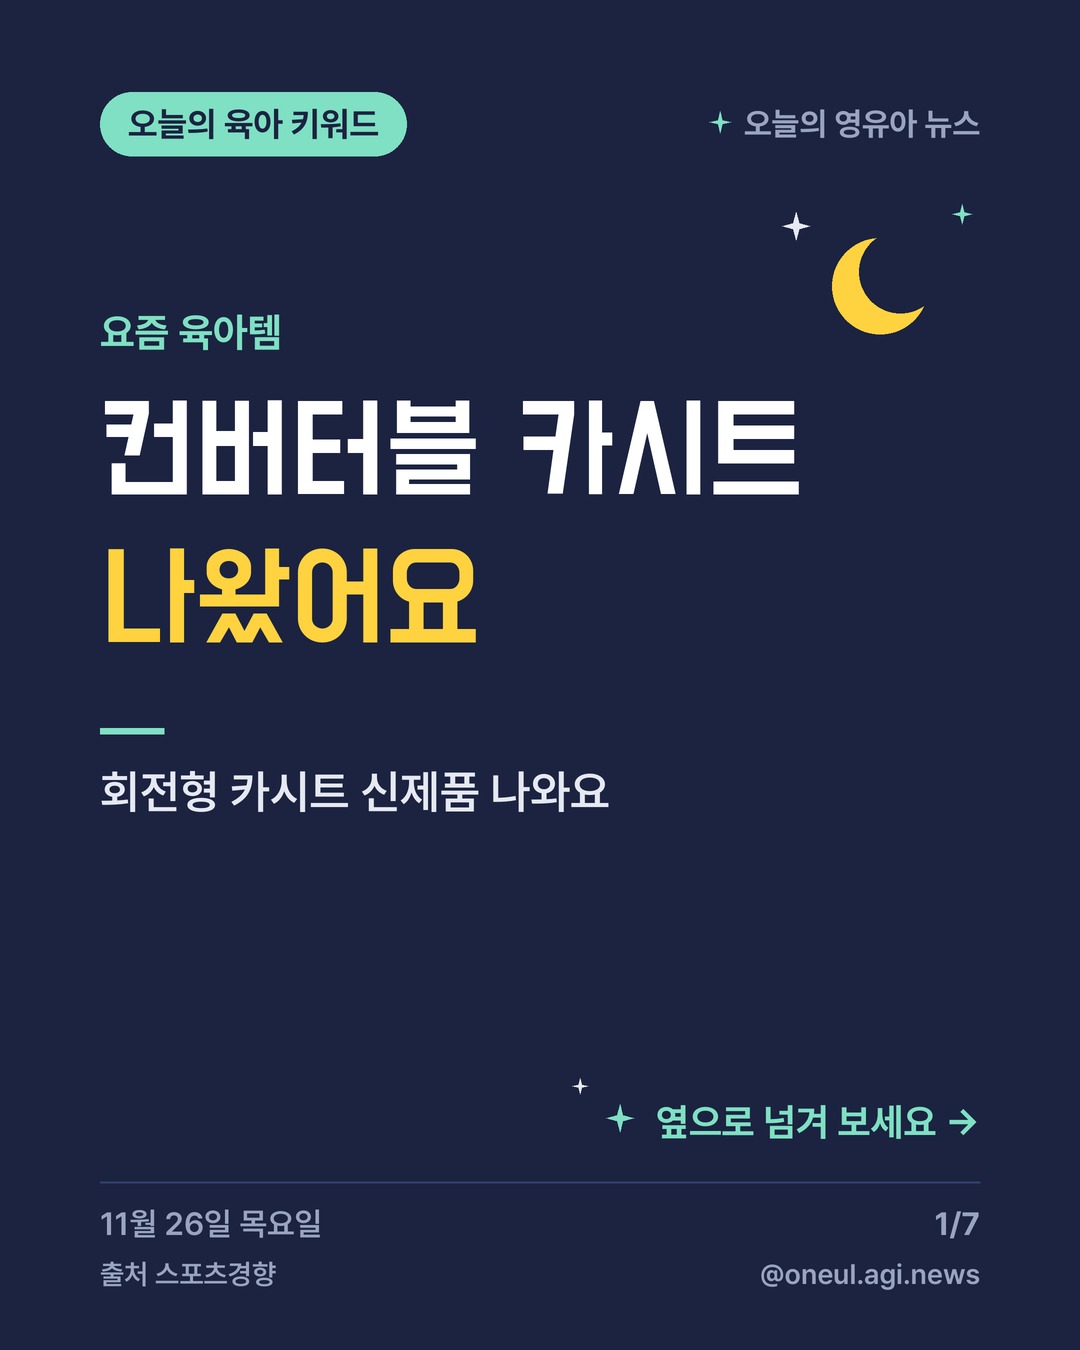 오늘의 육아 키워드
오늘의 영유아 뉴스
요즘 육아템
컨버터블 카시트
나왔어요
회전형 카시트 신제품 나와요
옆으로 넘겨 보세요 →
11월 26일 목요일
1/7
출처 스포츠경향
@oneul.agi.news